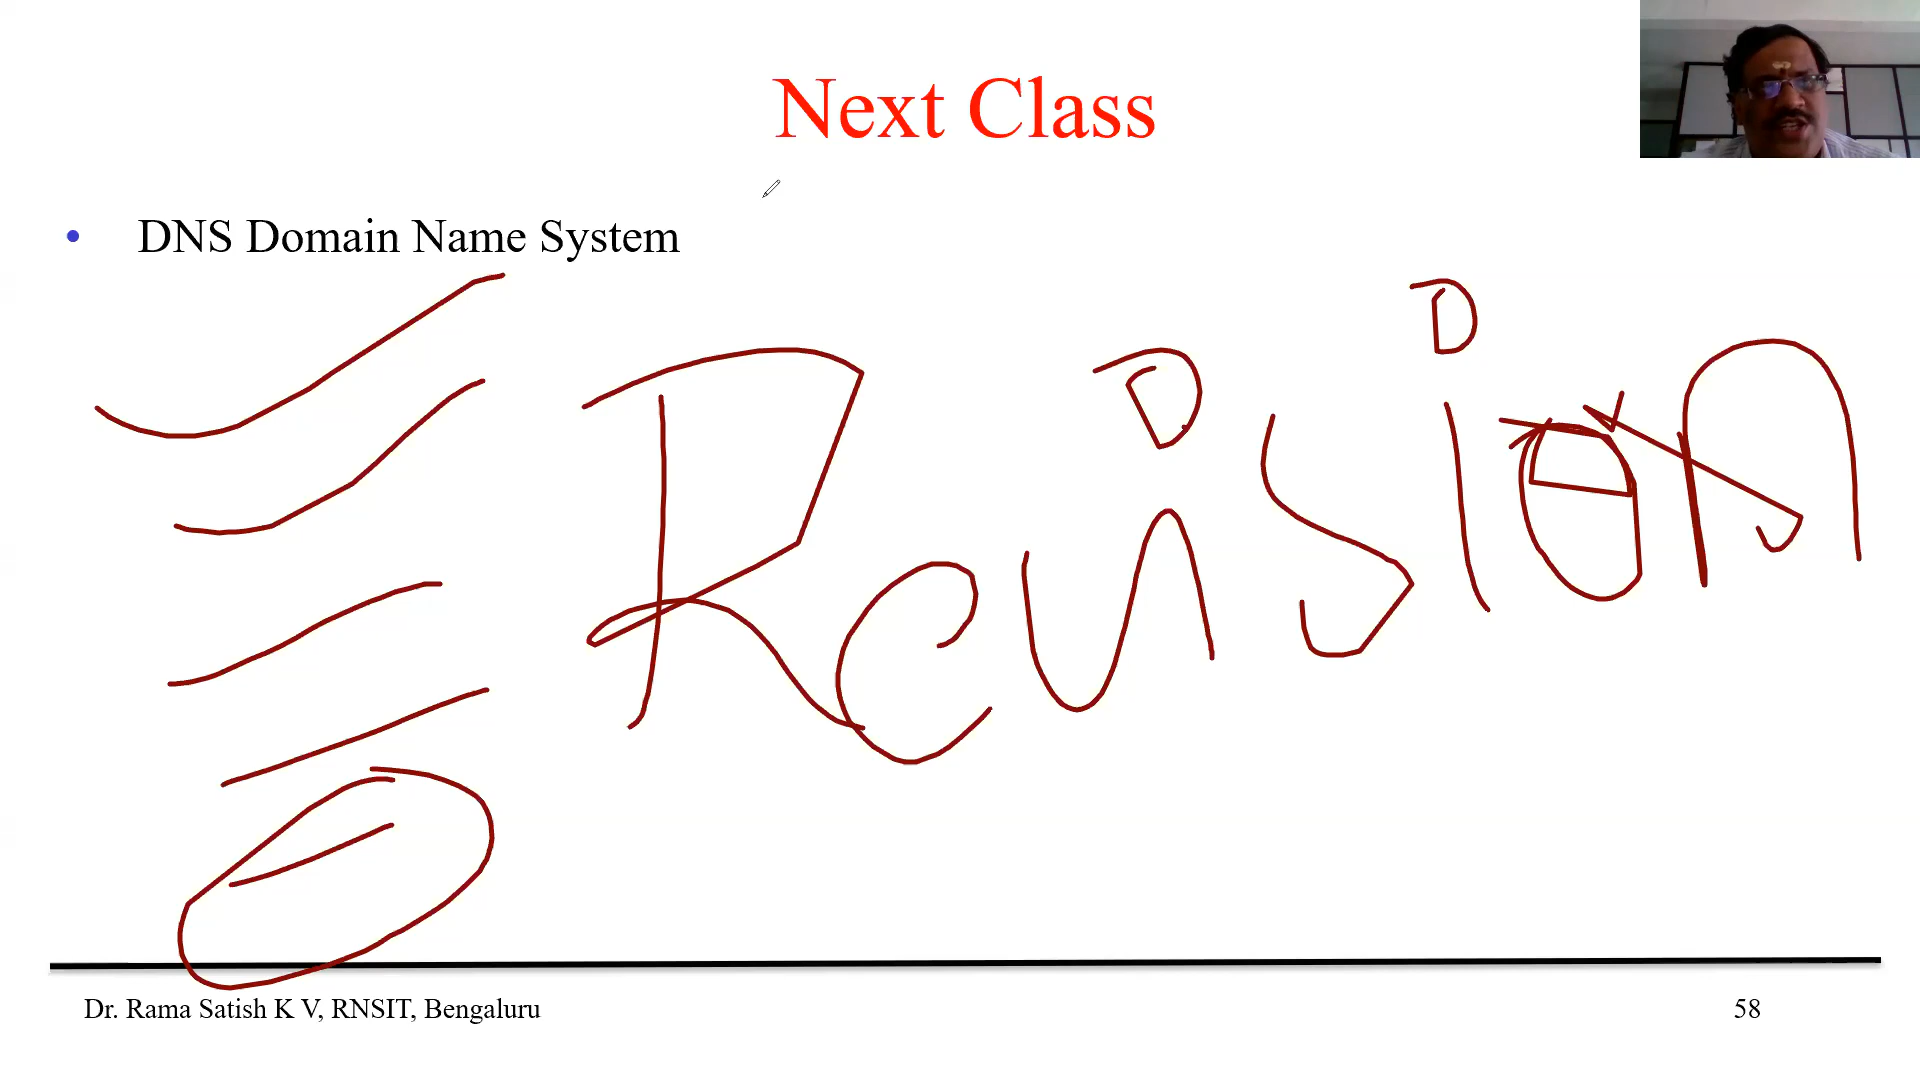 Next Class
• DNS Domain Name System
Revision
Dr. Rama Satish K V, RNSIT, Bengaluru
58